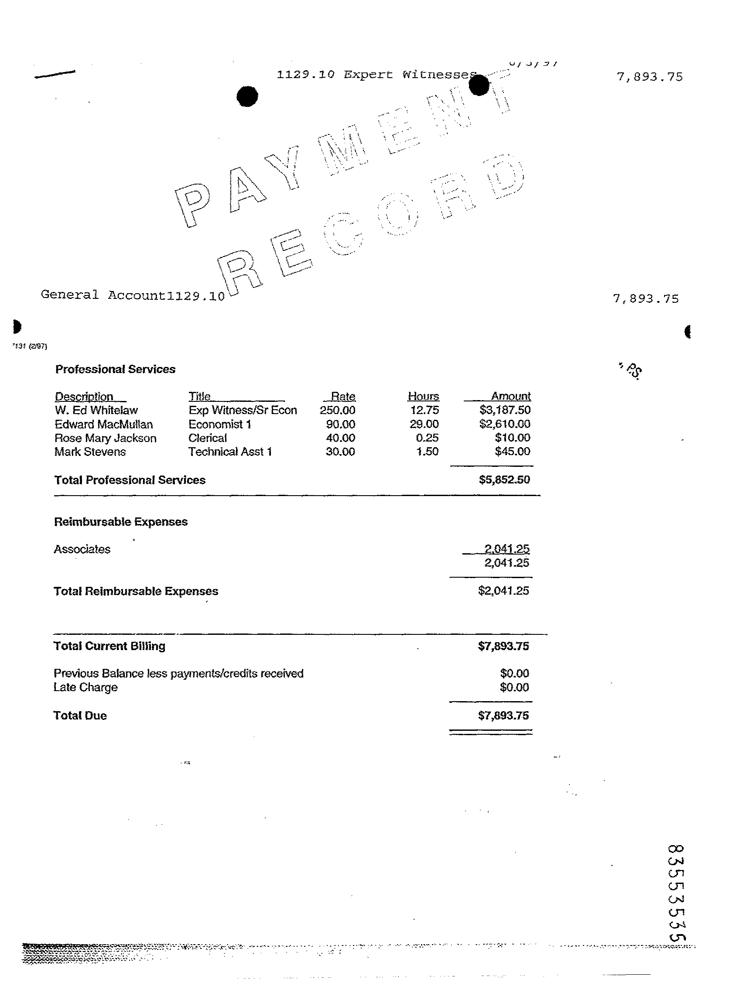 1129.10 Expert Witnesses 7,893.75
PAYMENT
RECORD
General Account1129.10 7,893.75
*131 (2/97)
P.S.
Professional Services
Description Title Rate Hours Amount
W. Ed Whitelaw Exp Witness/Sr Econ 250.00 12.75 $3,187.50
Edward MacMullan Economist 1 90.00 29.00 $2,610.00
Rose Mary Jackson Clerical 40.00 0.25 $10.00
Mark Stevens Technical Asst 1 30.00 1.50 $45.00
Total Professional Services $5,852.50
Reimbursable Expenses
Associates 2,041.25
2,041.25
Total Reimbursable Expenses $2,041.25
Total Current Billing $7,893.75
Previous Balance less payments/credits received $0.00
Late Charge $0.00
Total Due $7,893.75
83553535